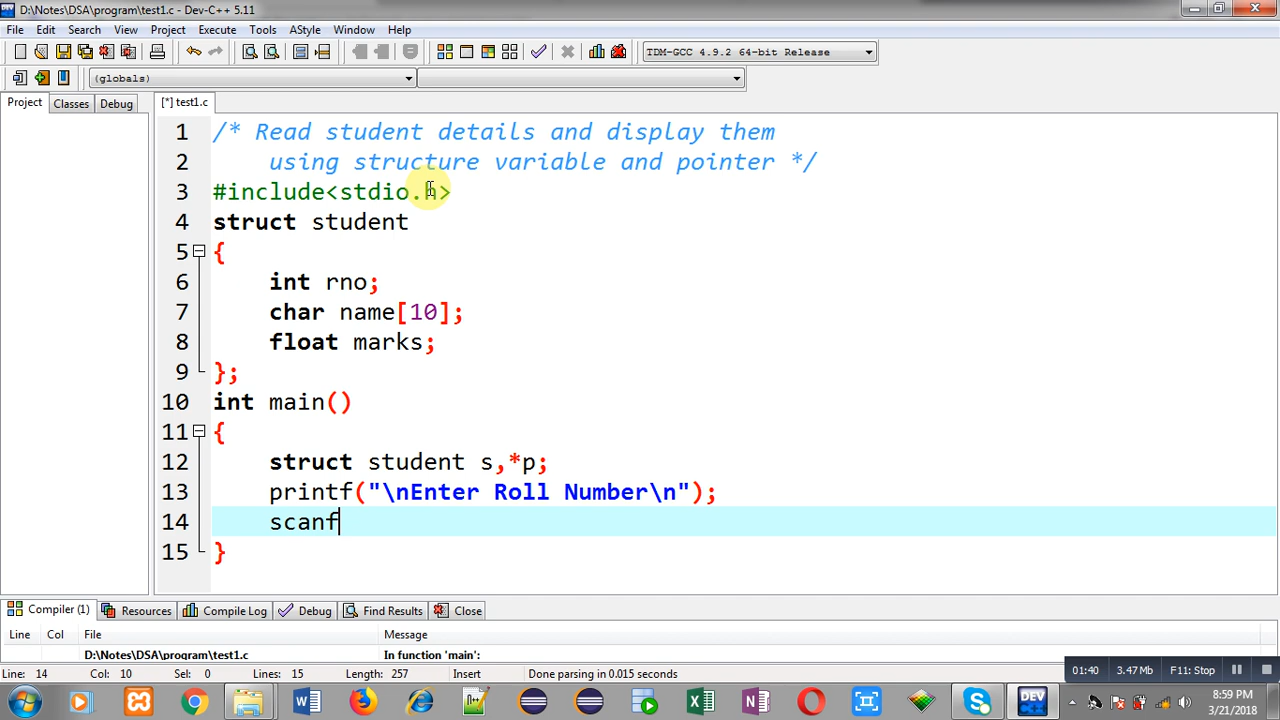 D:\Notes\DSA\program\test1.c - Dev-C++ 5.11
File Edit Search View Project Execute Tools AStyle Window Help
TDM-GCC 4.9.2 64-bit Release
(globals)
Project Classes Debug [*] test1.c
1 /* Read student details and display them
2 using structure variable and pointer */
3 #include<stdio.h>
4 struct student
5 {
6 int rno;
7 char name[10];
8 float marks;
9 };
10 int main()
11 {
12 struct student s,*p;
13 printf("\nEnter Roll Number\n");
14 scanf
15 }
Compiler (1) Resources Compile Log Debug Find Results Close
Line Col File Message
D:\Notes\DSA\program\test1.c In function 'main':
Line: 14 Col: 10 Sel: 0 Lines: 15 Length: 257 Insert Done parsing in 0.015 seconds
01:40 3.47 Mb F11: Stop
DEV
8:59 PM
3/21/2018